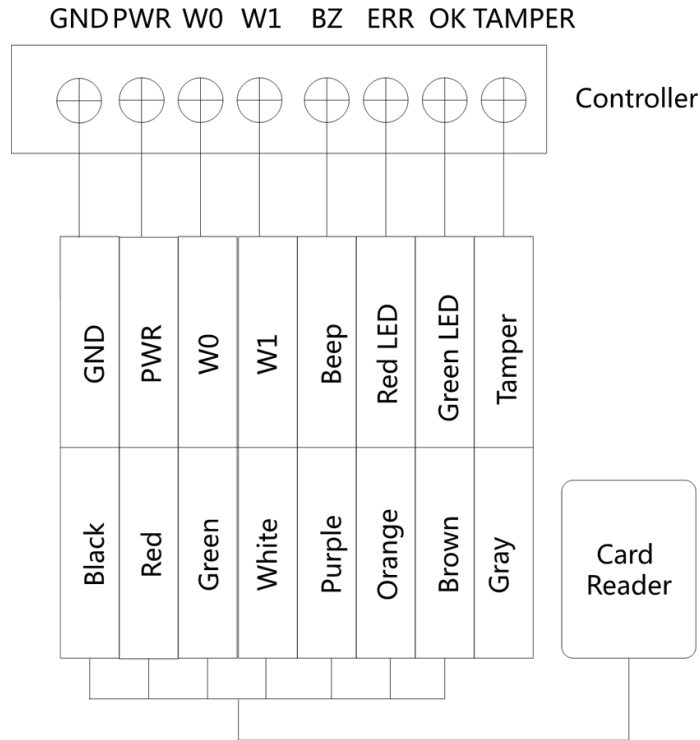 GND PWR W0 W1 BZ ERR OK TAMPER
Controller
GND
PWR
W0
W1
Beep
Red LED
Green LED
Tamper
Black
Red
Green
White
Purple
Orange
Brown
Gray
Card
Reader